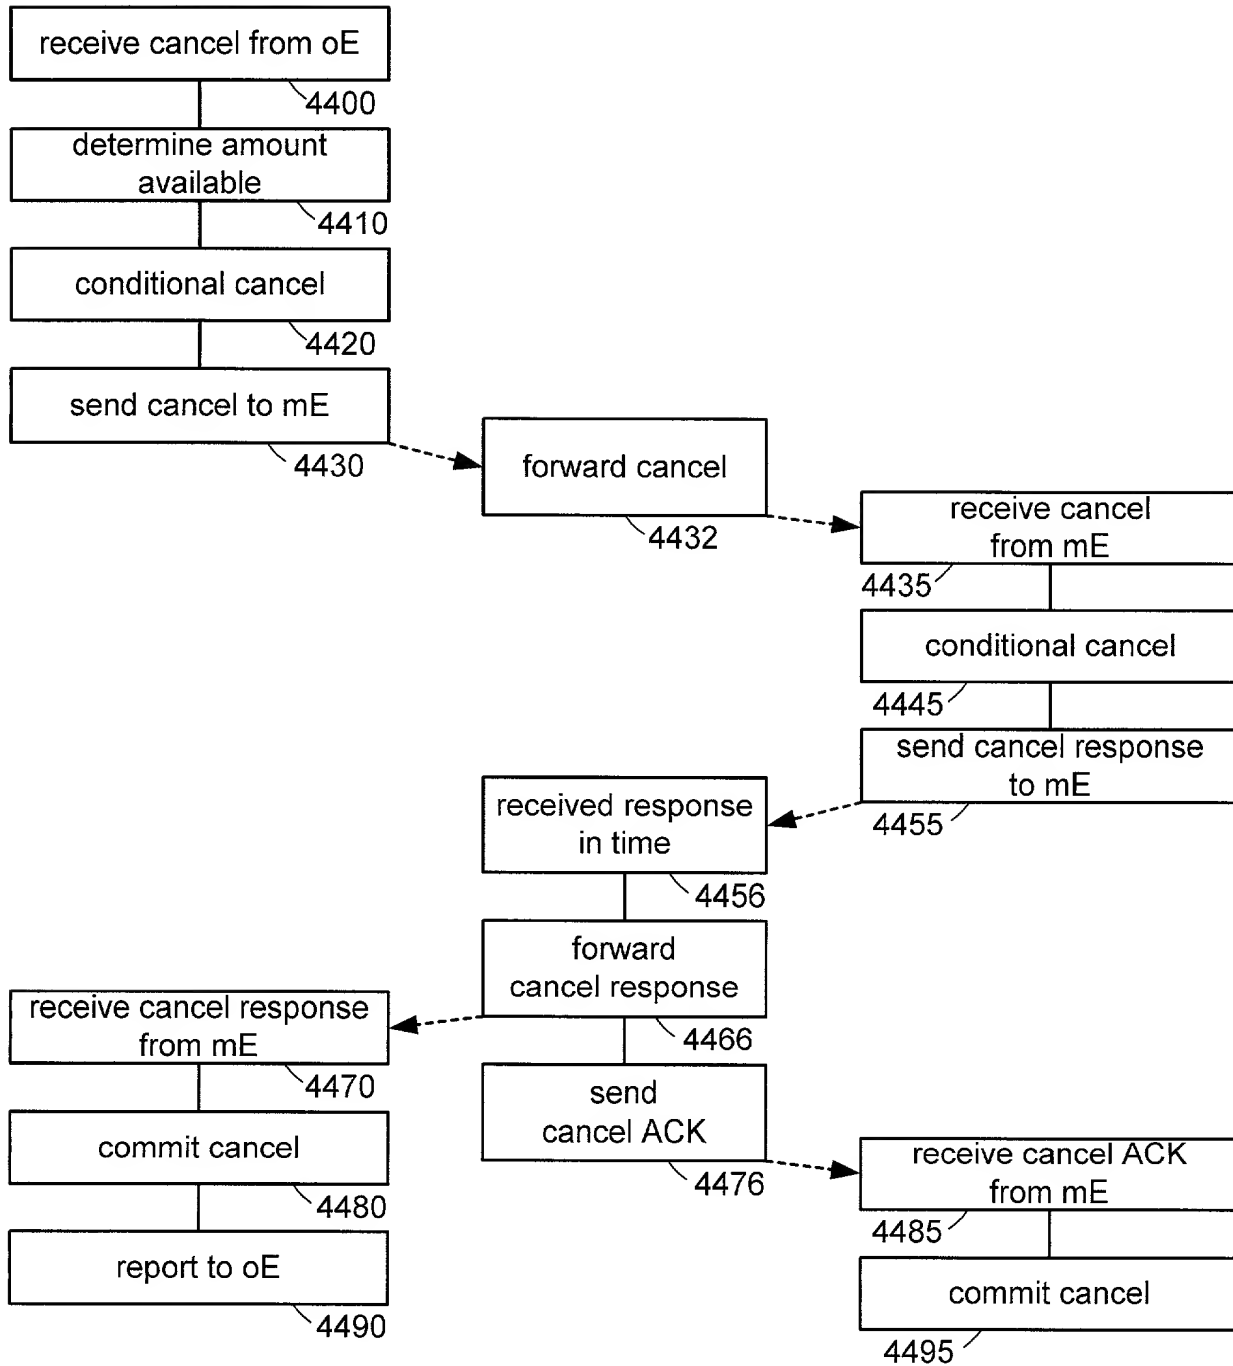 receive cancel from oE
4400
determine amount
available
4410
conditional cancel
4420
send cancel to mE
4430
forward cancel
4432
receive cancel
from mE
4435
conditional cancel
4445
send cancel response
to mE
4455
received response
in time
4456
forward
cancel response
4466
receive cancel response
from mE
4470
send
cancel ACK
4476
commit cancel
4480
receive cancel ACK
from mE
4485
report to oE
4490
commit cancel
4495